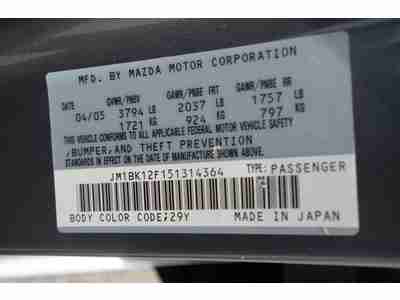 MFD. BY MAZDA MOTOR CORPORATION
GVWR/PNBV GAWR/PNBE FRT GAWR/PNBE RR
04/05 3794 LB 2037 LB 1757 LB
1721 KG 924 KG 797 KG
THIS VEHICLE CONFORMS TO ALL APPLICABLE FEDERAL MOTOR VEHICLE SAFETY,
BUMPER, AND THEFT PREVENTION
STANDARDS IN EFFECT ON THE DATE OF MANUFACTURE SHOWN ABOVE.
JM1BK12F151314364 TYPE: PASSENGER
BODY COLOR CODE;29Y MADE IN JAPAN